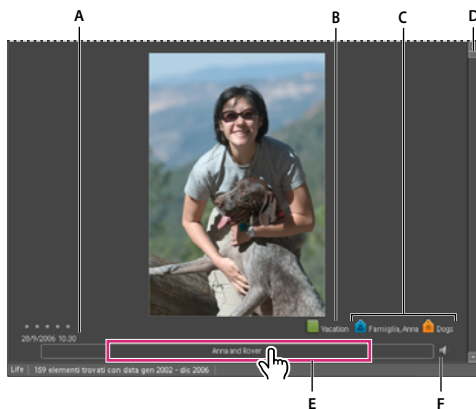 A B C D
Vacation Famiglia, Anna Dogs
28/9/2006 10.30
Anna and Rover
Life 159 elementi trovati con data gen 2002 - dic 2006
E F